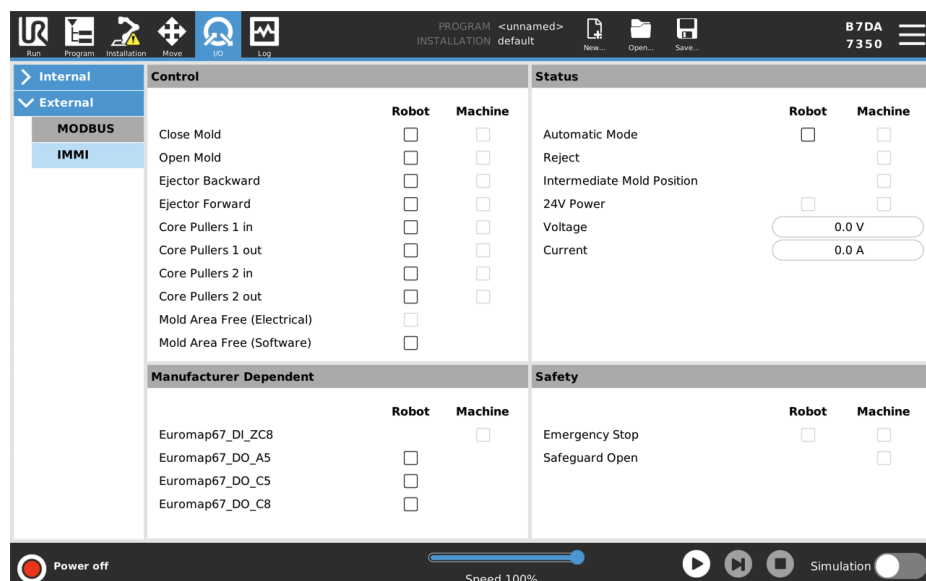 PROGRAM <unnamed>
INSTALLATION default
B7DA
7350
Run Program Installation Move I/O Log New... Open... Save...
Internal
External
MODBUS
IMMI
Control
Robot Machine
Close Mold
Open Mold
Ejector Backward
Ejector Forward
Core Pullers 1 in
Core Pullers 1 out
Core Pullers 2 in
Core Pullers 2 out
Mold Area Free (Electrical)
Mold Area Free (Software)
Status
Robot Machine
Automatic Mode
Reject
Intermediate Mold Position
24V Power
Voltage 0.0 V
Current 0.0 A
Manufacturer Dependent
Robot Machine
Euromap67_DI_ZC8
Euromap67_DO_A5
Euromap67_DO_C5
Euromap67_DO_C8
Safety
Robot Machine
Emergency Stop
Safeguard Open
Power off
Speed 100%
Simulation